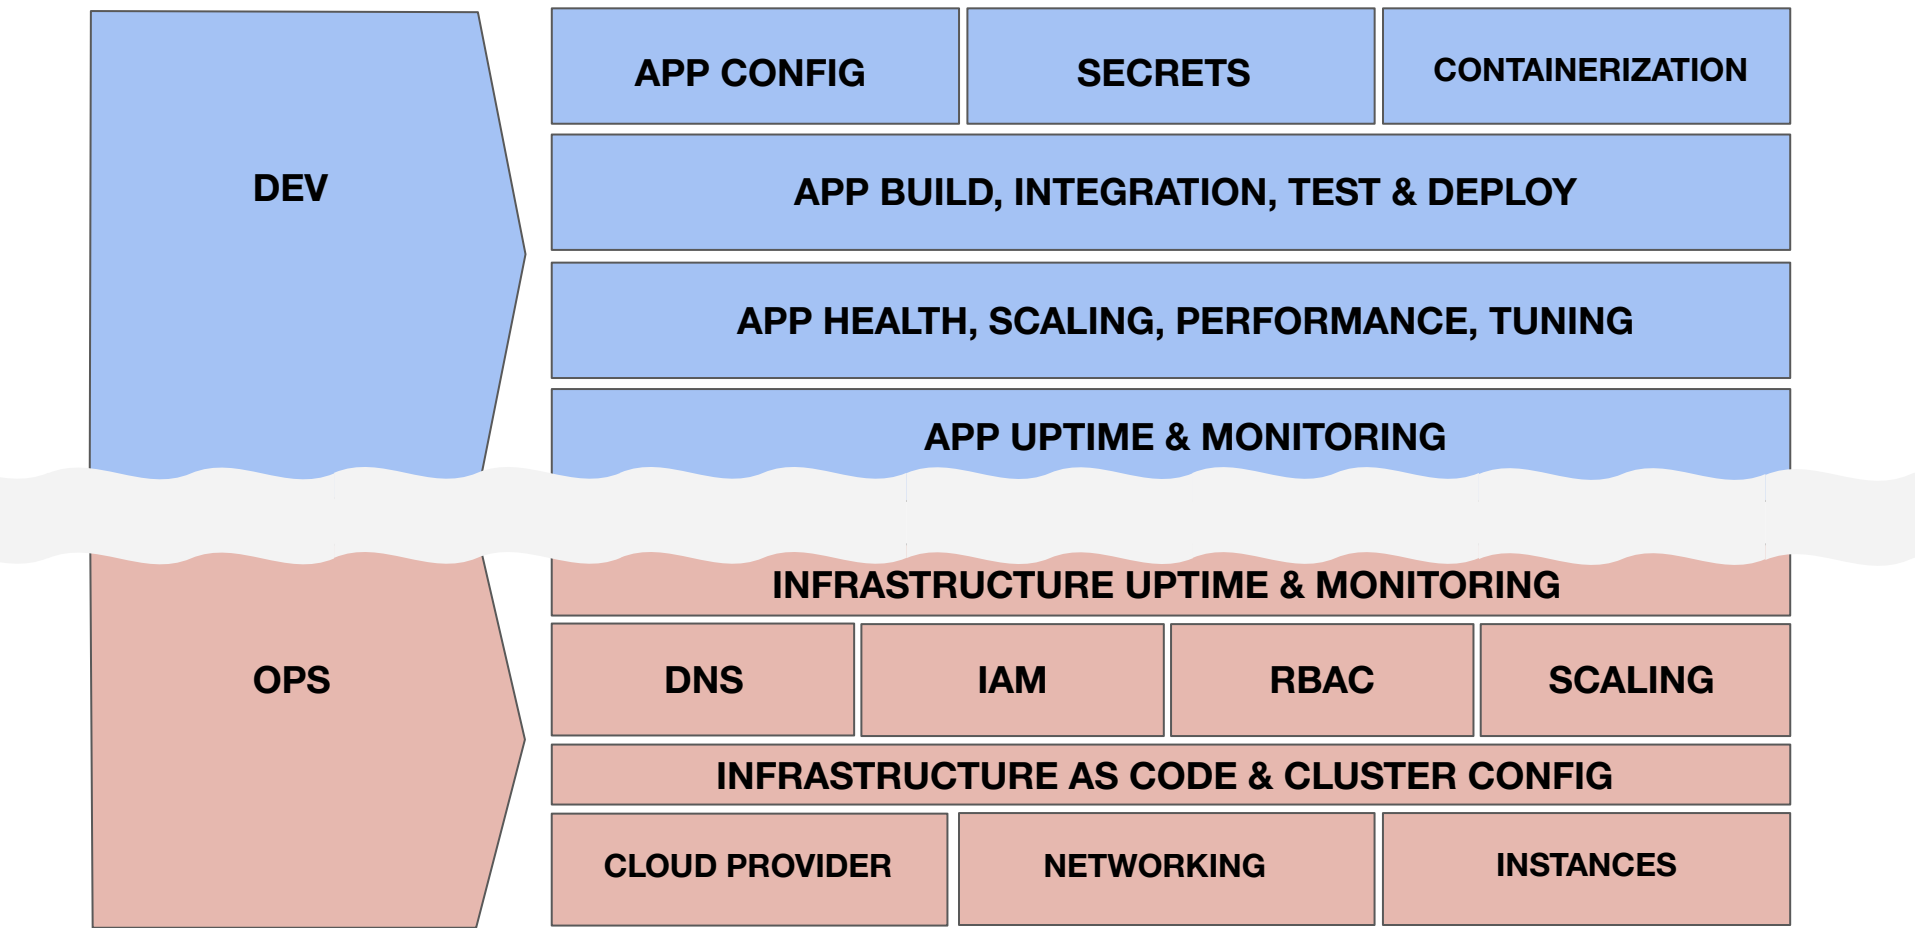 APP CONFIG
SECRETS
CONTAINERIZATION
DEV
APP BUILD, INTEGRATION, TEST & DEPLOY
APP HEALTH, SCALING, PERFORMANCE, TUNING
APP UPTIME & MONITORING
INFRASTRUCTURE UPTIME & MONITORING
OPS
DNS
IAM
RBAC
SCALING
INFRASTRUCTURE AS CODE & CLUSTER CONFIG
CLOUD PROVIDER
NETWORKING
INSTANCES